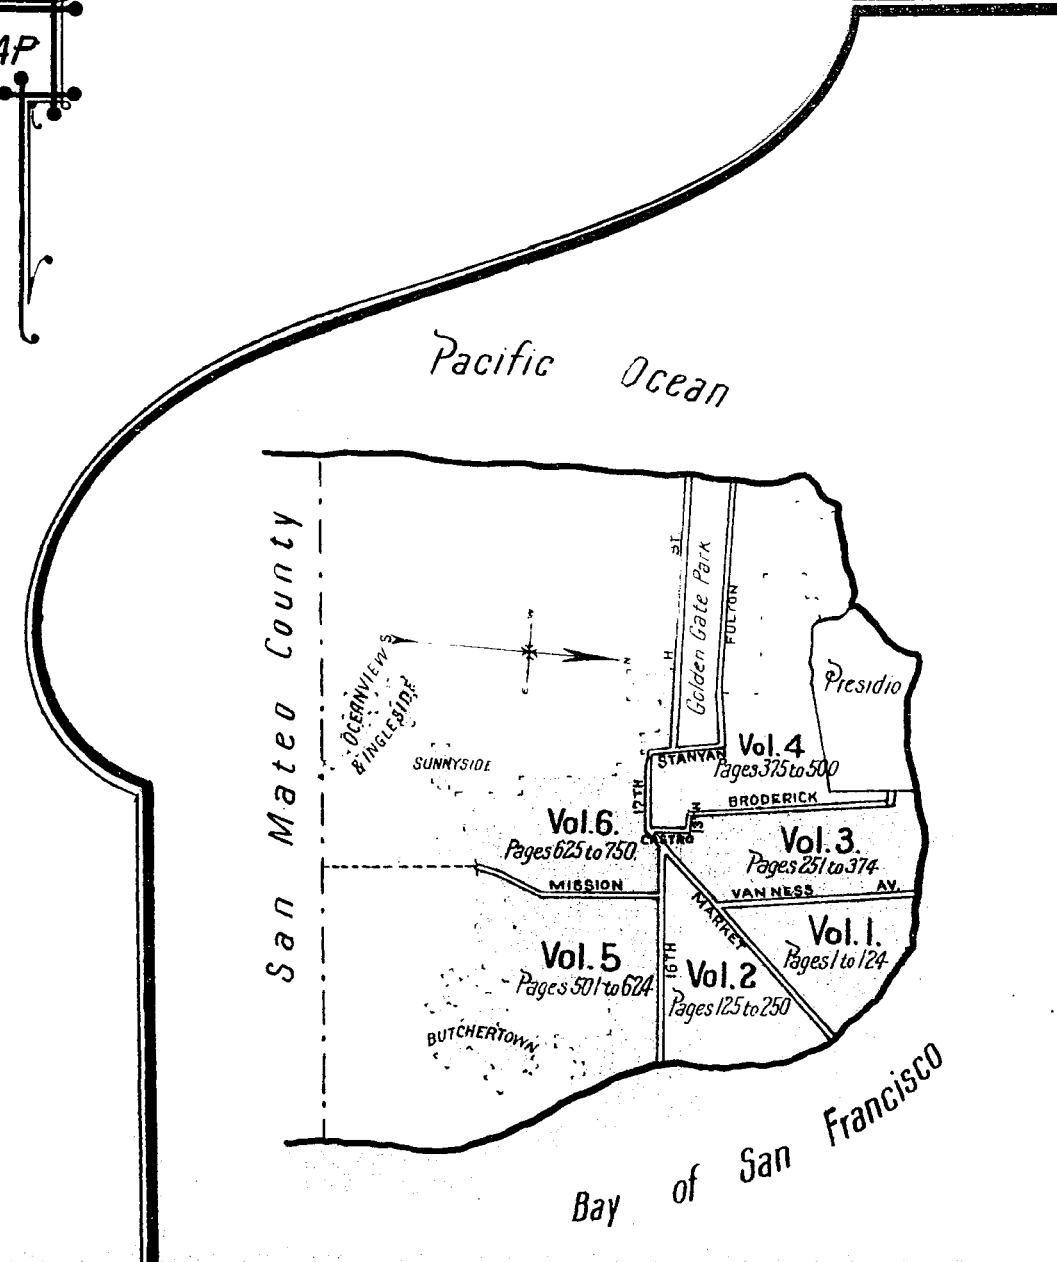 AP
Pacific Ocean
San Mateo County
ST.
H
Golden Gate Park
FULTON
W
S
N
E
Presidio
OCEANVIEW
& INGLESIDE
SUNNYSIDE
STANYAN
Vol. 4
Pages 375 to 500
17TH
13TH
BRODERICK
CASTRO
Vol. 6.
Pages 625 to 750.
Vol. 3.
Pages 251 to 374
MISSION
VAN NESS AV.
MARKET
Vol. 1.
Pages 1 to 124
Vol. 5
Pages 501 to 624
16TH
Vol. 2
Pages 125 to 250
BUTCHERTOWN
Bay of San Francisco